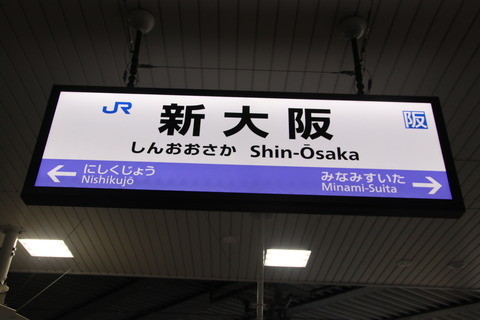 JR
新大阪
阪
しんおおさか Shin-Ōsaka
にしくじょう
Nishikujō
みなみすいた
Minami-Suita